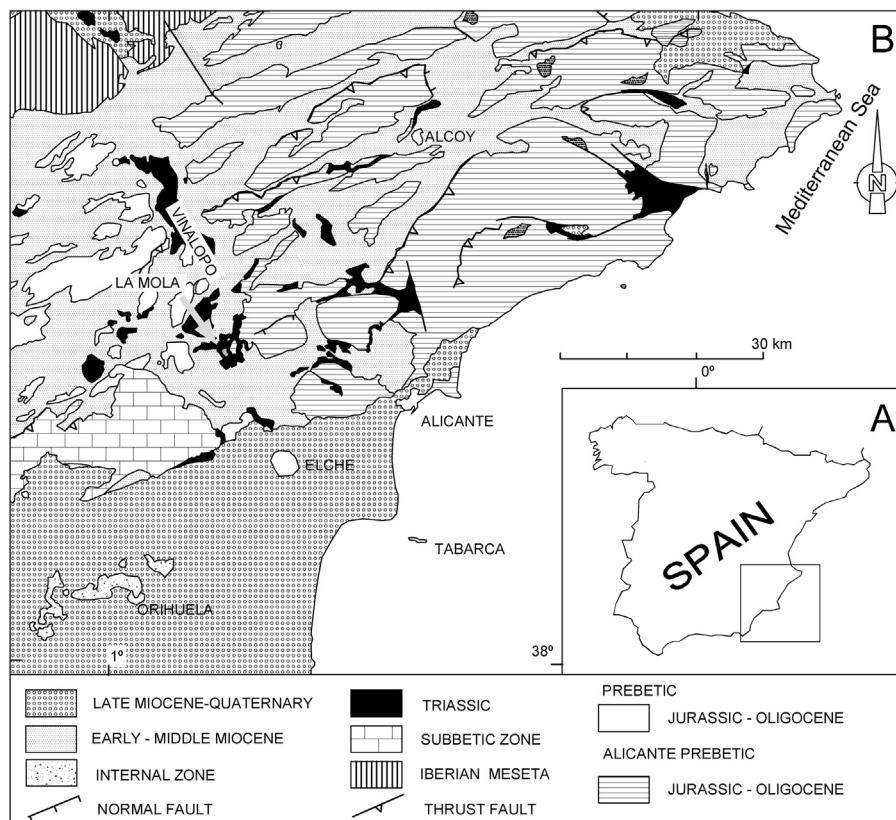 B
ALCOY
Mediterranean Sea
N
VINALOPO
LA MOLA
30 km
0º
A
ALICANTE
ELCHE
SPAIN
TABARCA
ORIHUELA
1º
38º
LATE MIOCENE-QUATERNARY
EARLY - MIDDLE MIOCENE
INTERNAL ZONE
NORMAL FAULT
TRIASSIC
SUBBETIC ZONE
IBERIAN MESETA
THRUST FAULT
PREBETIC
JURASSIC - OLIGOCENE
ALICANTE PREBETIC
JURASSIC - OLIGOCENE